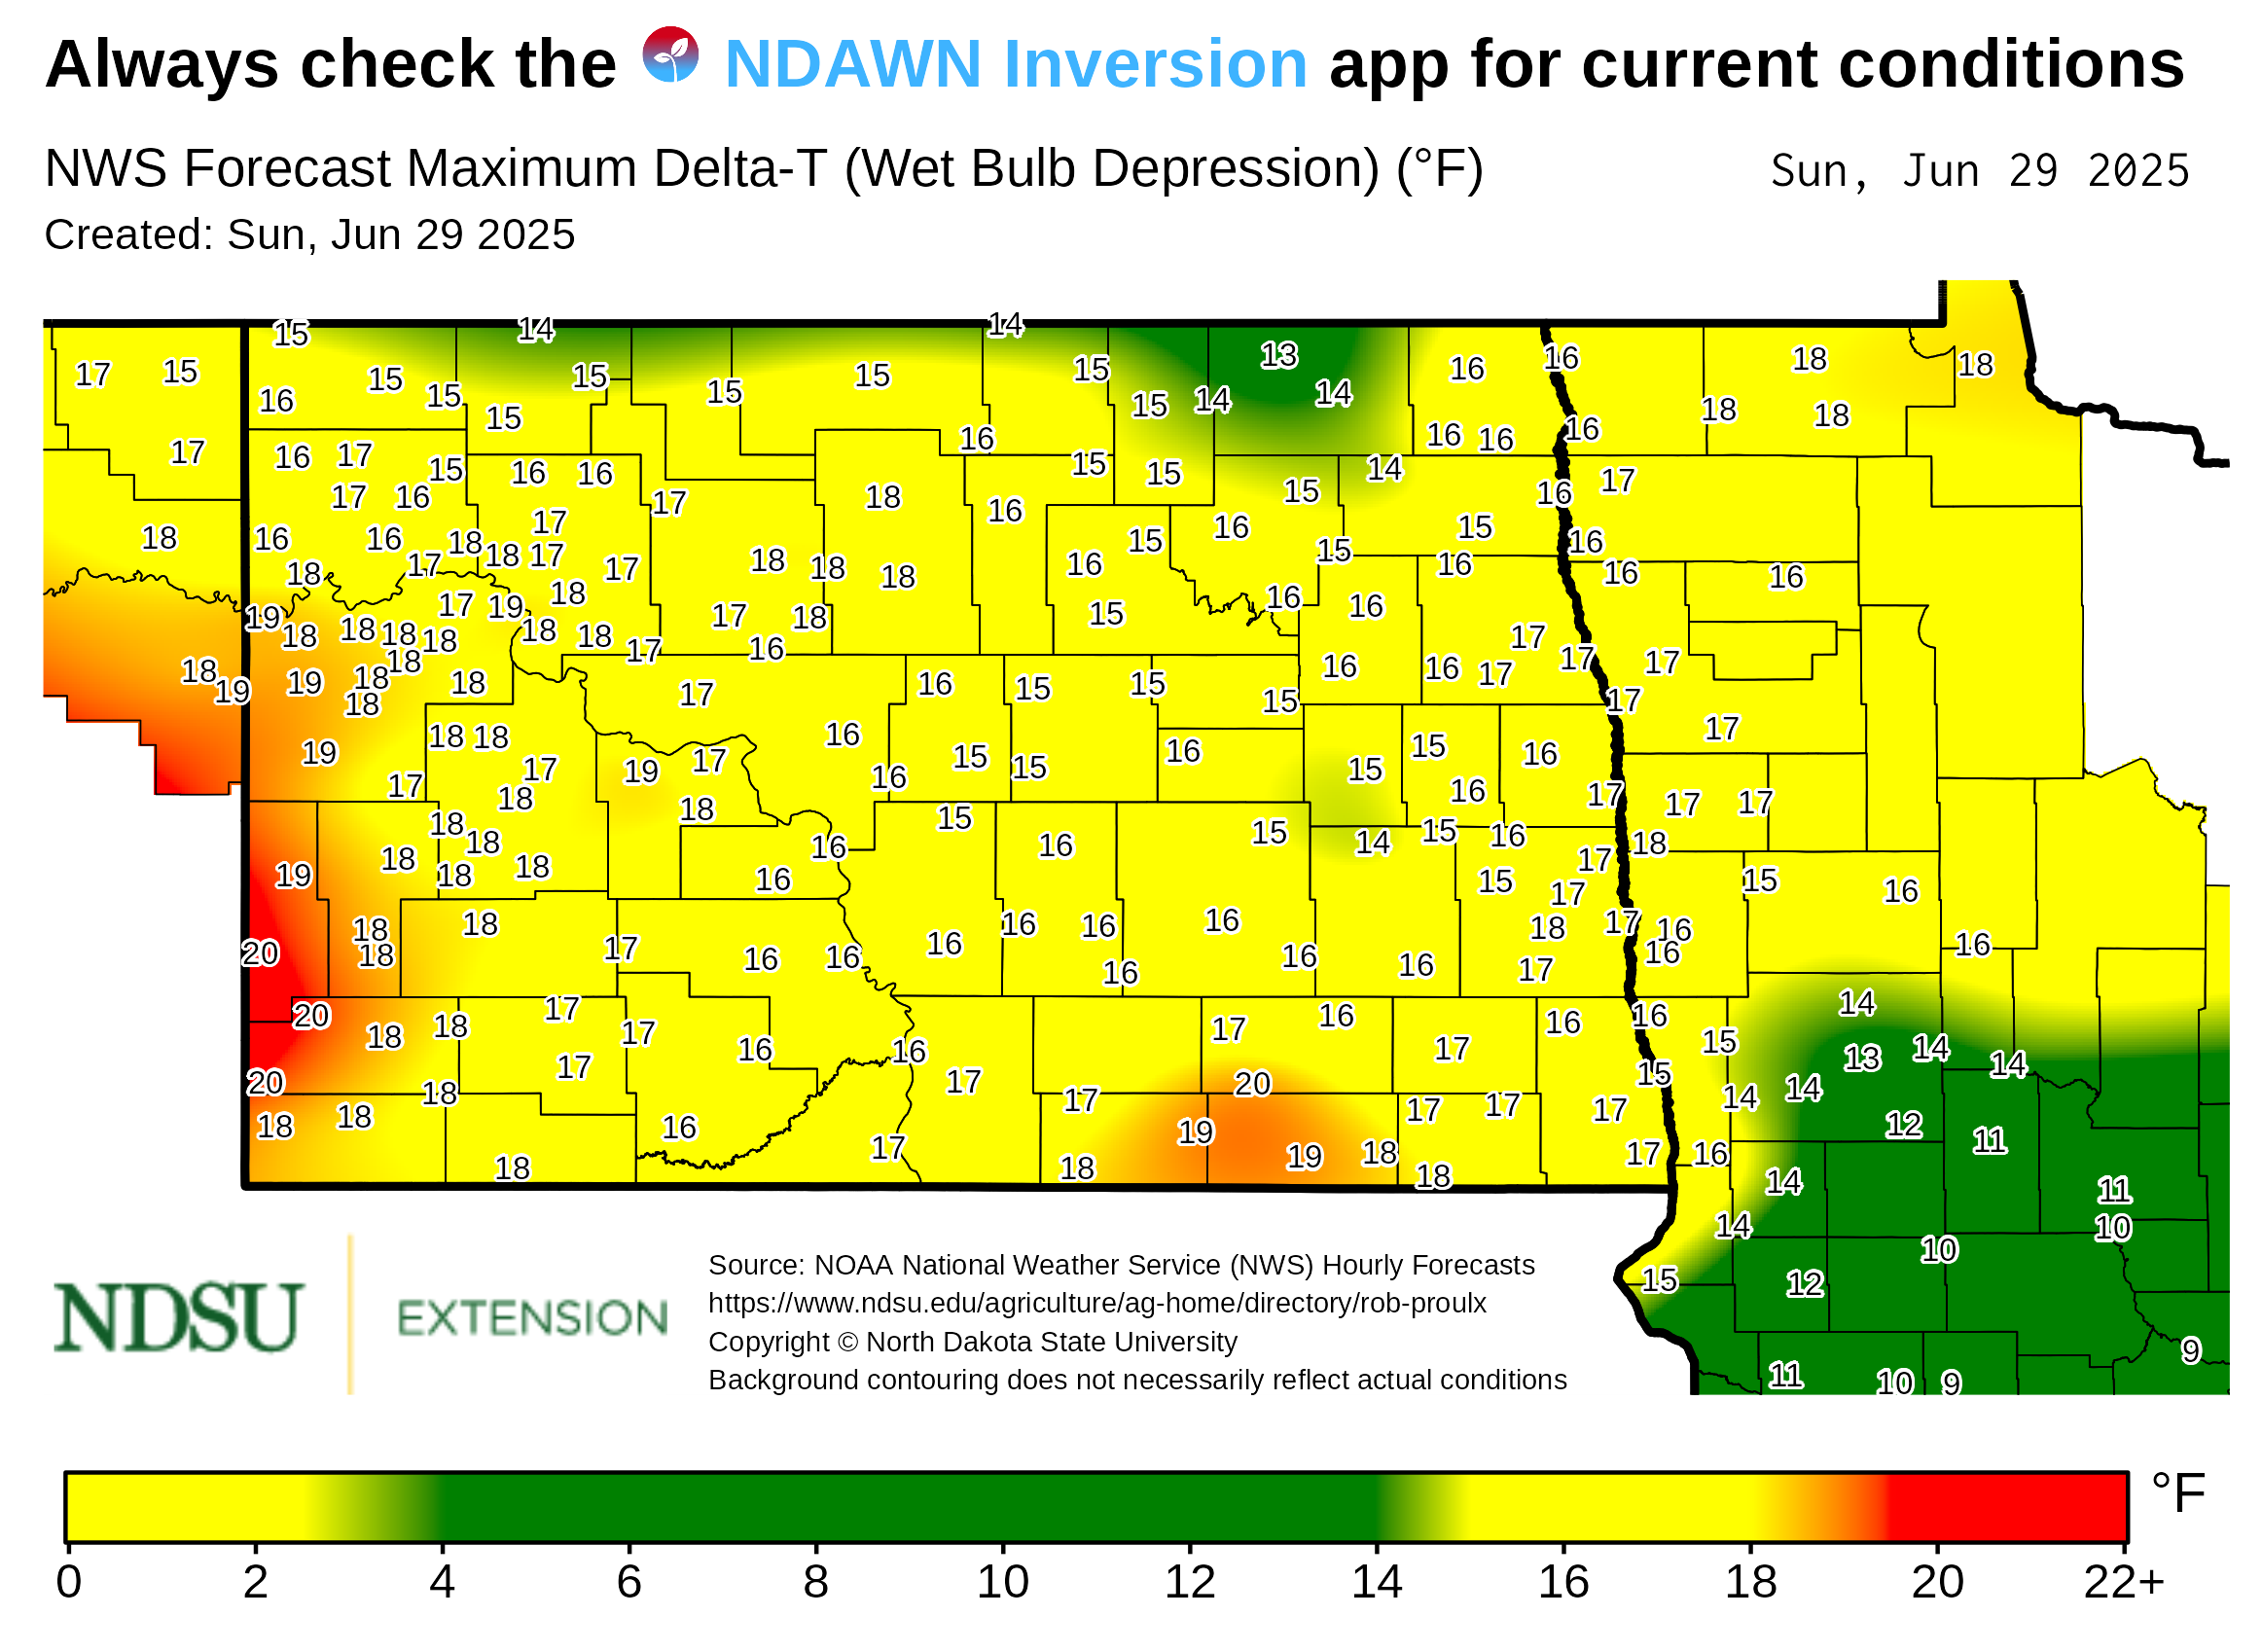 Always check the NDAWN Inversion app for current conditions
NWS Forecast Maximum Delta-T (Wet Bulb Depression) (°F) Sun, Jun 29 2025
Created: Sun, Jun 29 2025
15 14 14
17 15 15 15 15 15 15 13 16 16 18 18
16 15 15 15 14 14 18 18
17 16 17 15 16 16 16 15 15 14 16 16 16
17 16 17 18 16 15 16 17
18 16 16 18 17 18 17 17 18 18 18 16 15 16 15 15 16 16
18 17 19 18 17 18 16 16 16 16 16
19 18 18 18 18 18 18 17 16 15 17 17 17
18 19 19 18 18 18 18 17 16 15 15 15 16 16 17 17
19 18 18 17 17 19 17 16 16 15 15 16 15 15 16 17
18 18 18 16 15 16 17 17 17
19 18 18 18 18 18 16 16 16 15 14 15 16 17 18
20 18 18 18 17 16 16 16 16 16 16 16 16 16 15 17 18 17 17 16 16 15 16 16
20 18 18 17 17 17 16 16 17 17 16 17 16 16 15 14
20 18 18 18 16 17 17 20 19 19 18 17 17 17 15 14 14 13 14 14
18 18 18 17 16 14 12 11
14 11 10
15 12 10
11 10 9 9
NDSU EXTENSION
Source: NOAA National Weather Service (NWS) Hourly Forecasts
https://www.ndsu.edu/agriculture/ag-home/directory/rob-proulx
Copyright © North Dakota State University
Background contouring does not necessarily reflect actual conditions
°F
0 2 4 6 8 10 12 14 16 18 20 22+